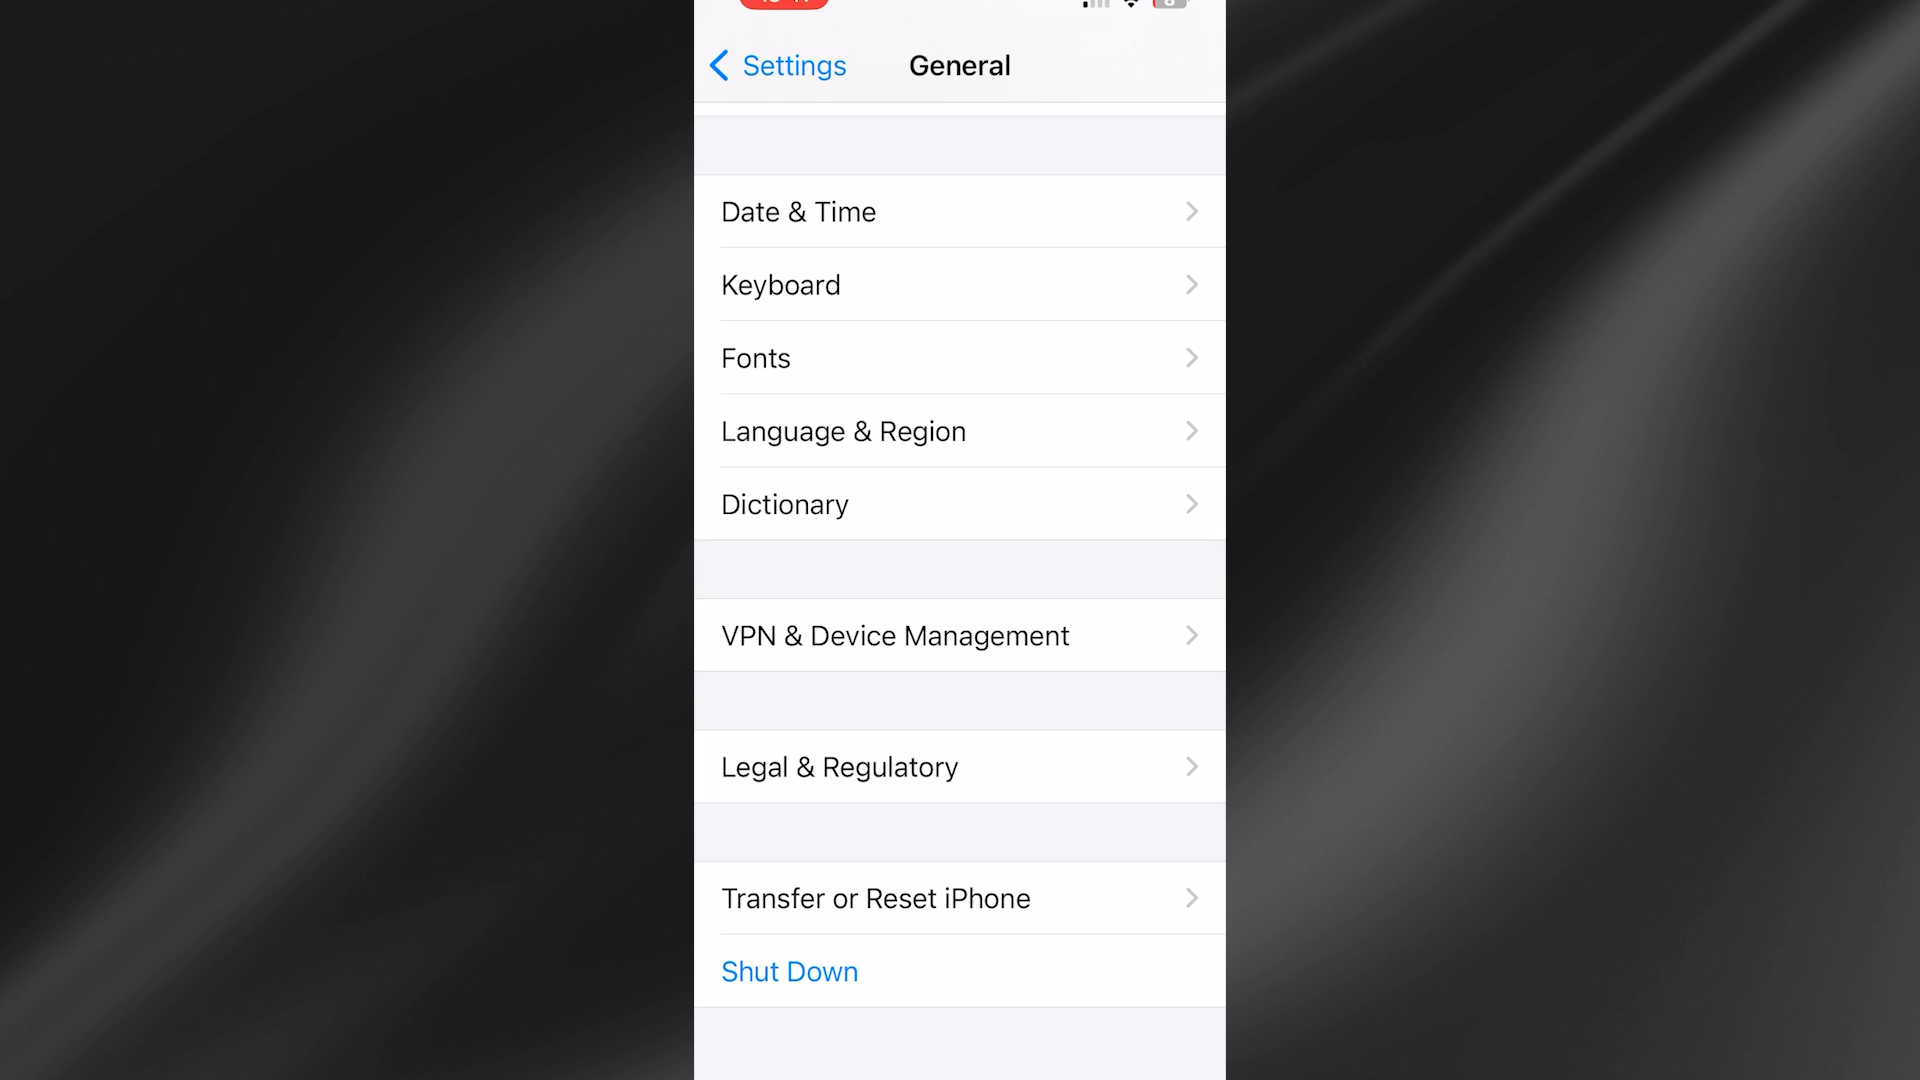 Settings
General
Date & Time
Keyboard
Fonts
Language & Region
Dictionary
VPN & Device Management
Legal & Regulatory
Transfer or Reset iPhone
Shut Down